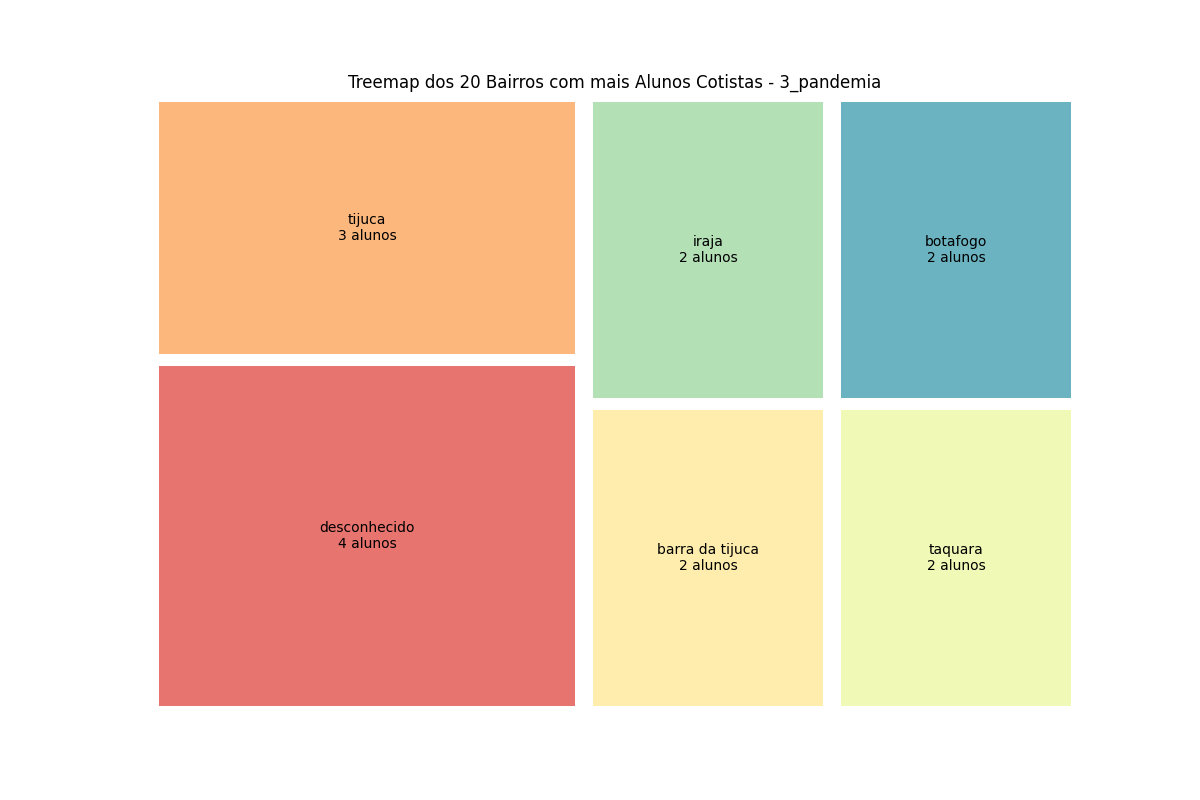 Treemap dos 20 Bairros com mais Alunos Cotistas - 3_pandemia
tijuca
3 alunos
iraja
2 alunos
botafogo
2 alunos
desconhecido
4 alunos
barra da tijuca
2 alunos
taquara
2 alunos